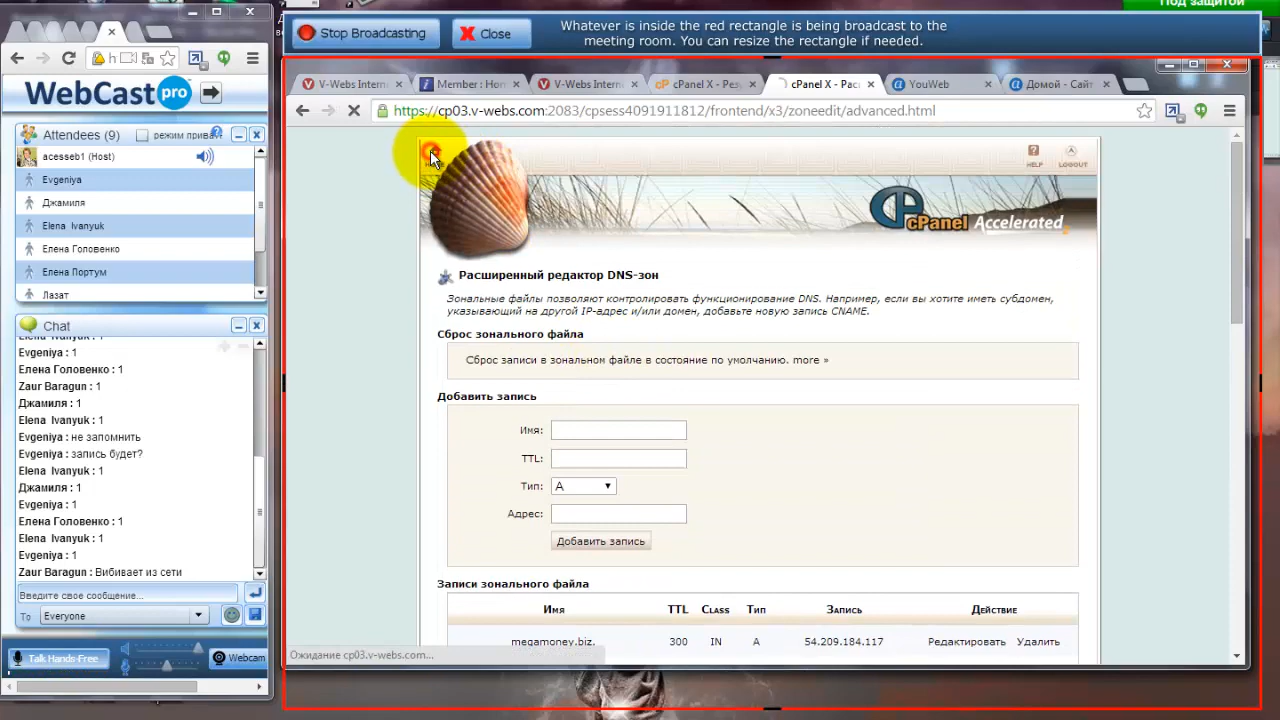 Под защитой
Stop Broadcasting
Close
Whatever is inside the red rectangle is being broadcast to the
meeting room. You can resize the rectangle if needed.
WebCast pro
Attendees (9)
режим прива
acesseb1 (Host)
Evgeniya
Джамиля
Elena Ivanyuk
Елена Головенко
Елена Портум
Лазат
Chat
Elena Ivanyuk : 1
Evgeniya : 1
Елена Головенко : 1
Zaur Baragun : 1
Джамиля : 1
Elena Ivanyuk : 1
Evgeniya : не запомнить
Evgeniya : запись будет?
Elena Ivanyuk : 1
Джамиля : 1
Evgeniya : 1
Елена Головенко : 1
Elena Ivanyuk : 1
Evgeniya : 1
Zaur Baragun : Вибивает из сети
Введите свое сообщение...
To Everyone
Talk Hands-Free
Webcam
V-Webs Intern
Member: Hom
V-Webs Intern
cPanel X - Рез
cPanel X - Рас
YouWeb
Домой - Сайт
https://cp03.v-webs.com:2083/cpsess4091911812/frontend/x3/zoneedit/advanced.html
HELP
LOGOUT
cPanel Accelerated
Расширенный редактор DNS-зон
Зональные файлы позволяют контролировать функционирование DNS. Например, если вы хотите иметь субдомен,
указывающий на другой IP-адрес и/или домен, добавьте новую запись CNAME.
Сброс зонального файла
Сброс записи в зональном файле в состояние по умолчанию. more »
Добавить запись
Имя:
TTL:
Тип: A
Адрес:
Добавить запись
Записи зонального файла
Имя TTL Class Тип Запись Действие
megamoney.biz. 300 IN A 54.209.184.117 Редактировать Удалить
Ожидание cp03.v-webs.com...